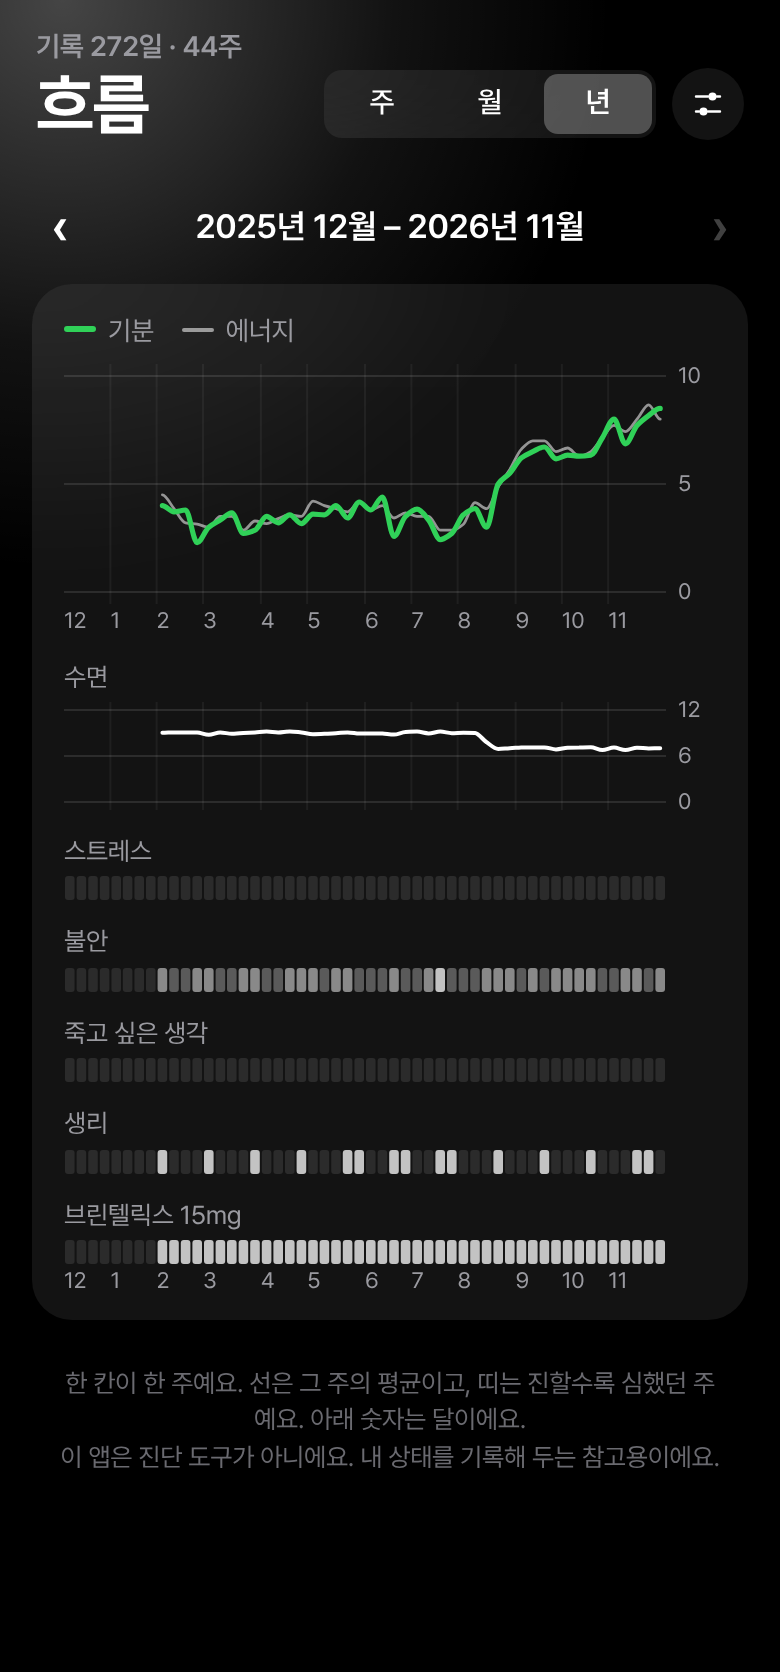 기록 272일 · 44주
흐름
주 월 년
‹ 2025년 12월 – 2026년 11월 ›
기분 에너지
10
5
0
12 1 2 3 4 5 6 7 8 9 10 11
수면
12
6
0
스트레스
불안
죽고 싶은 생각
생리
브린텔릭스 15mg
12 1 2 3 4 5 6 7 8 9 10 11
한 칸이 한 주예요. 선은 그 주의 평균이고, 띠는 진할수록 심했던 주
예요. 아래 숫자는 달이에요.
이 앱은 진단 도구가 아니에요. 내 상태를 기록해 두는 참고용이에요.